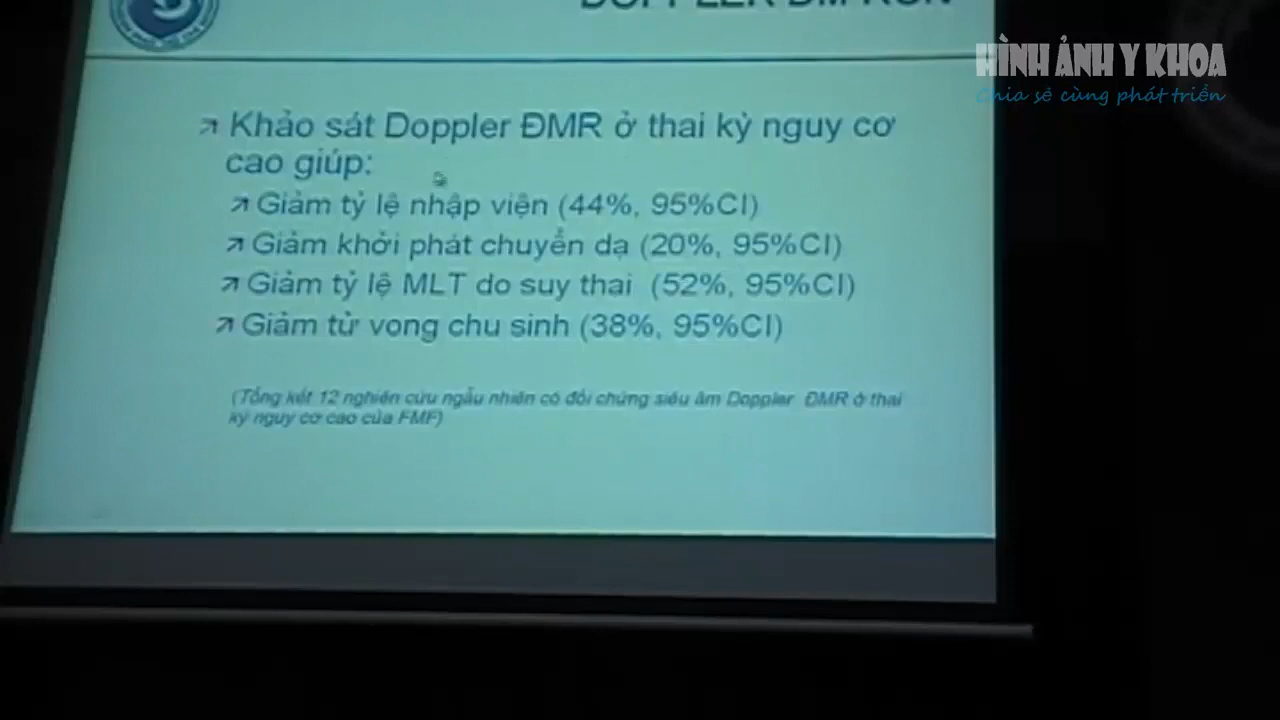 DOPPLER ĐM RỐN
HÌNH ẢNH Y KHOA
Chia sẻ cùng phát triển
Khảo sát Doppler ĐMR ở thai kỳ nguy cơ
cao giúp:
Giảm tỷ lệ nhập viện (44%, 95%CI)
Giảm khởi phát chuyển dạ (20%, 95%CI)
Giảm tỷ lệ MLT do suy thai (52%, 95%CI)
Giảm tử vong chu sinh (38%, 95%CI)
(Tổng kết 12 nghiên cứu ngẫu nhiên có đối chứng siêu âm Doppler ĐMR ở thai
kỳ nguy cơ cao của FMF)